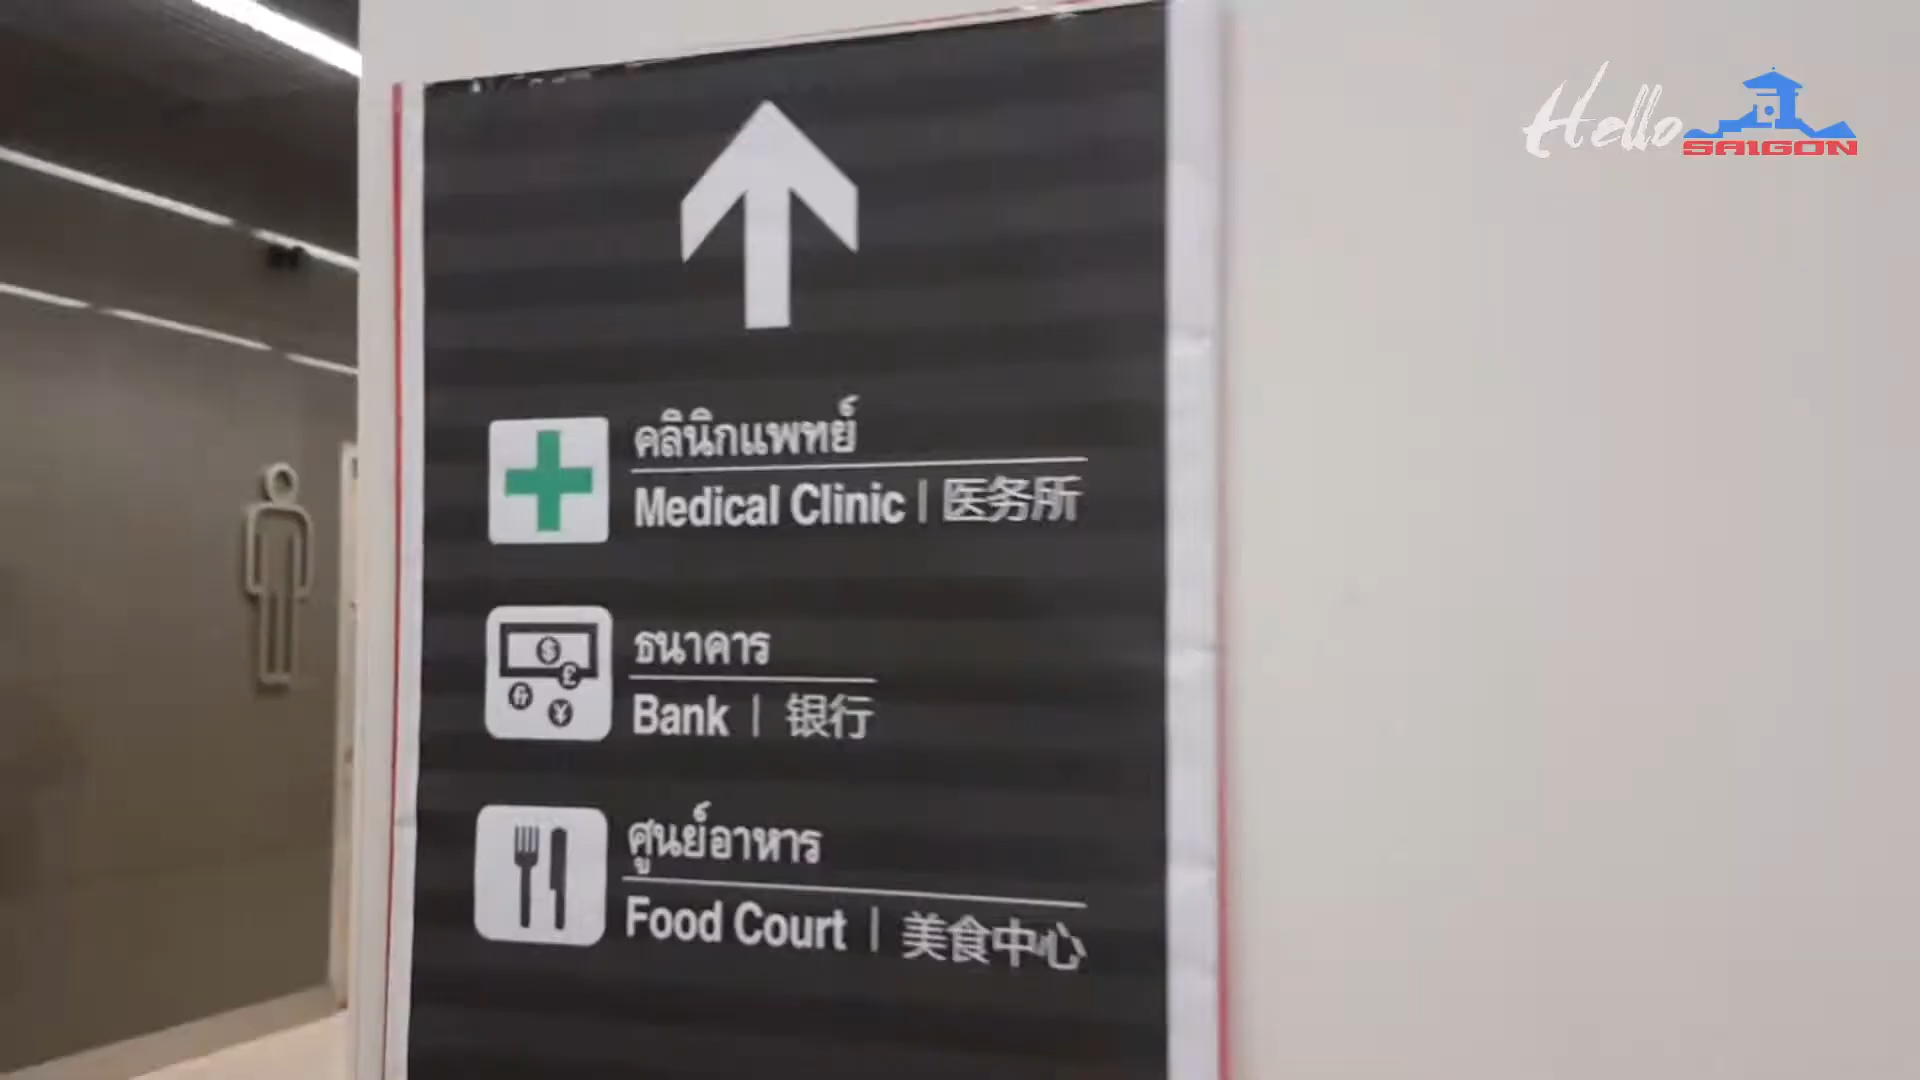 Hello SAIGON
คลินิกแพทย์
Medical Clinic | 医务所
ธนาคาร
Bank | 银行
ศูนย์อาหาร
Food Court | 美食中心